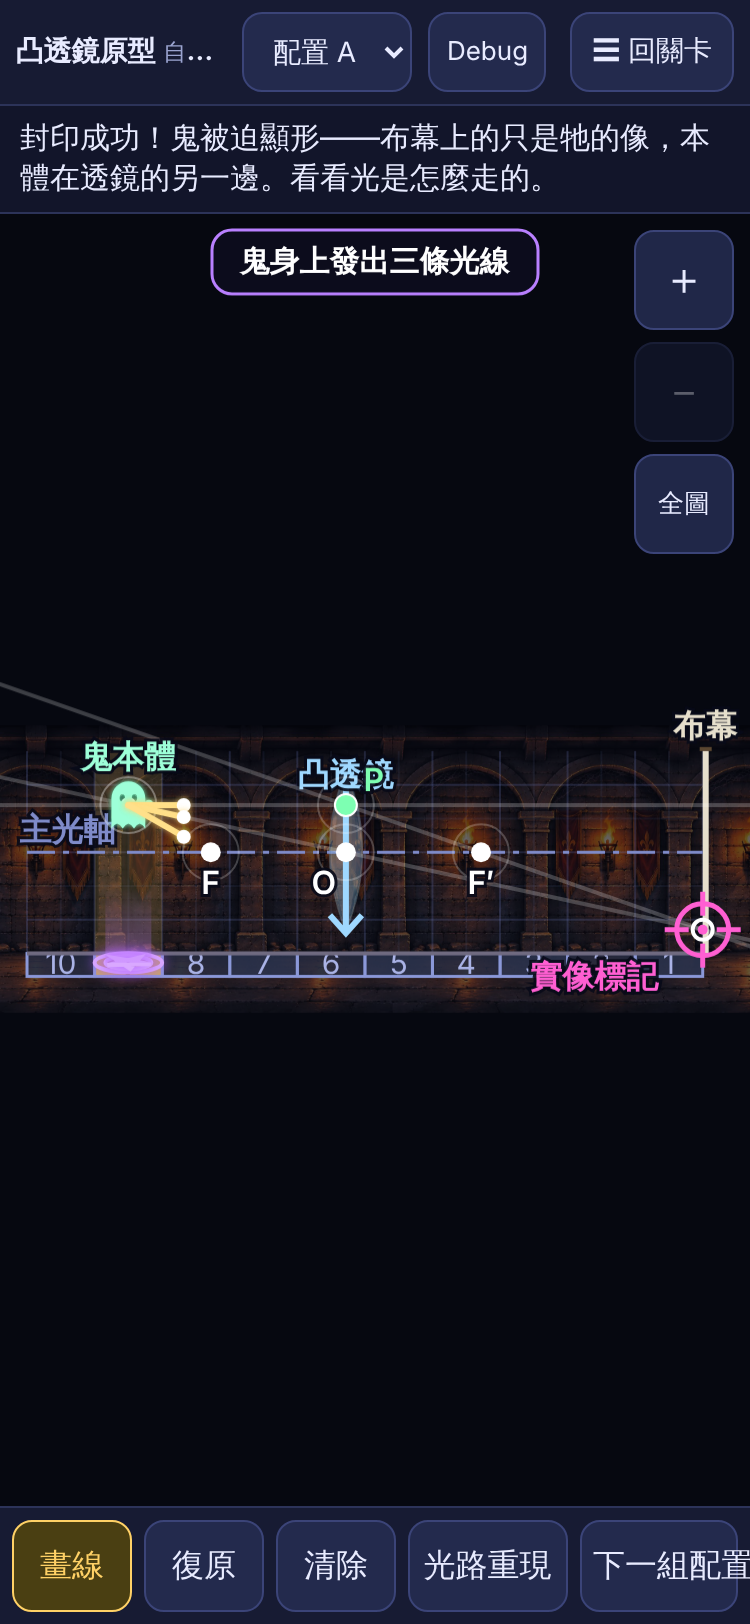 凸透鏡原型 自…
配置 A
Debug
☰ 回關卡
封印成功！鬼被迫顯形——布幕上的只是牠的像，本
體在透鏡的另一邊。看看光是怎麼走的。
鬼身上發出三條光線
+
−
全圖
布幕
鬼本體
凸透鏡
P
主光軸
F
O
F′
10
8
7
6
5
4
1
實像標記
畫線
復原
清除
光路重現
下一組配置